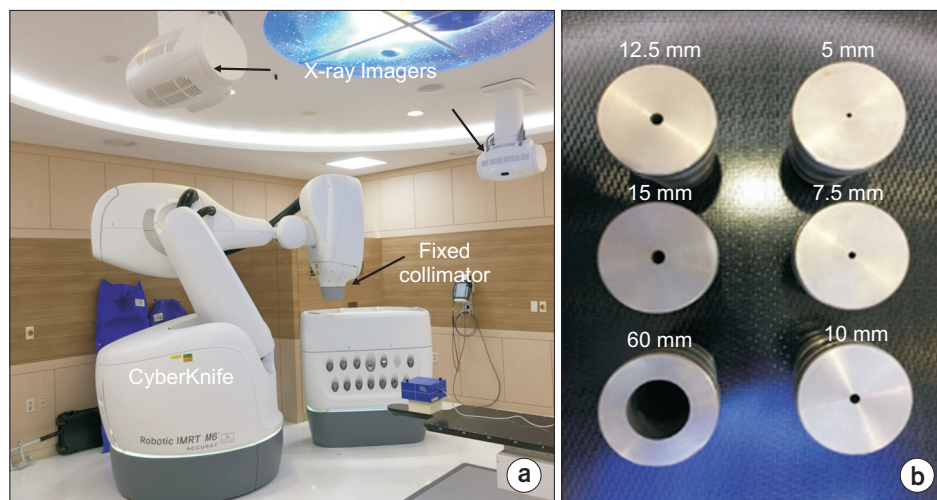 X-ray Imagers
Fixed
collimator
CyberKnife
Robotic IMRT M6
ACCURAY
a
12.5 mm
5 mm
15 mm
7.5 mm
60 mm
10 mm
b